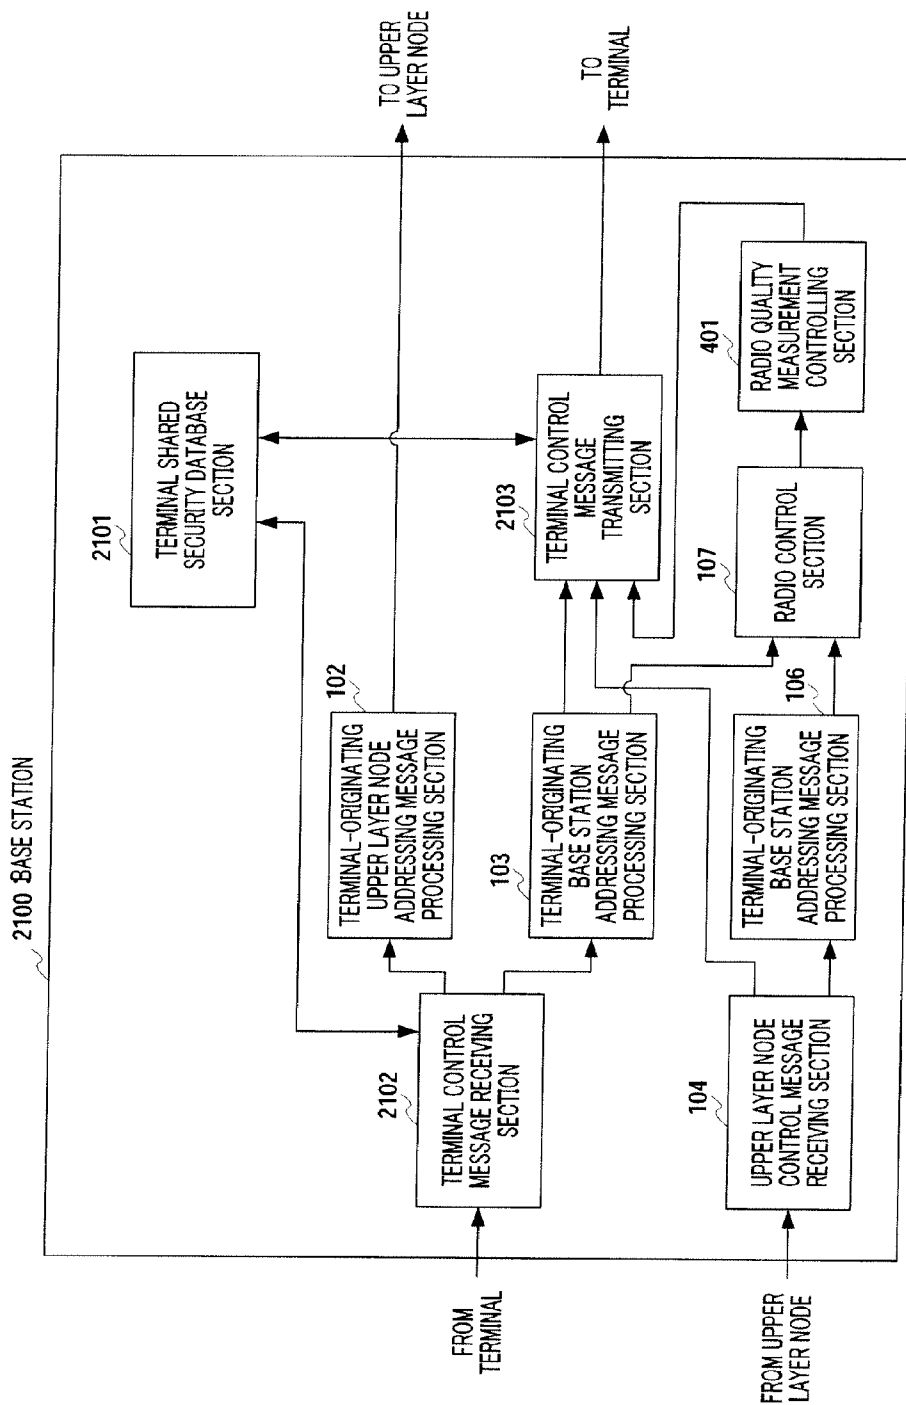 2100 BASE STATION
2101
TERMINAL SHARED
SECURITY DATABASE
SECTION
TO UPPER
LAYER NODE
102
TERMINAL-ORIGINATING
UPPER LAYER NODE
ADDRESSING MESSAGE
PROCESSING SECTION
FROM
TERMINAL
2102
TERMINAL CONTROL
MESSAGE RECEIVING
SECTION
103
TERMINAL-ORIGINATING
BASE STATION
ADDRESSING MESSAGE
PROCESSING SECTION
2103
TERMINAL CONTROL
MESSAGE
TRANSMITTING
SECTION
TO
TERMINAL
FROM UPPER
LAYER NODE
104
UPPER LAYER NODE
CONTROL MESSAGE
RECEIVING SECTION
106
TERMINAL-ORIGINATING
BASE STATION
ADDRESSING MESSAGE
PROCESSING SECTION
107
RADIO CONTROL
SECTION
401
RADIO QUALITY
MEASUREMENT
CONTROLLING
SECTION